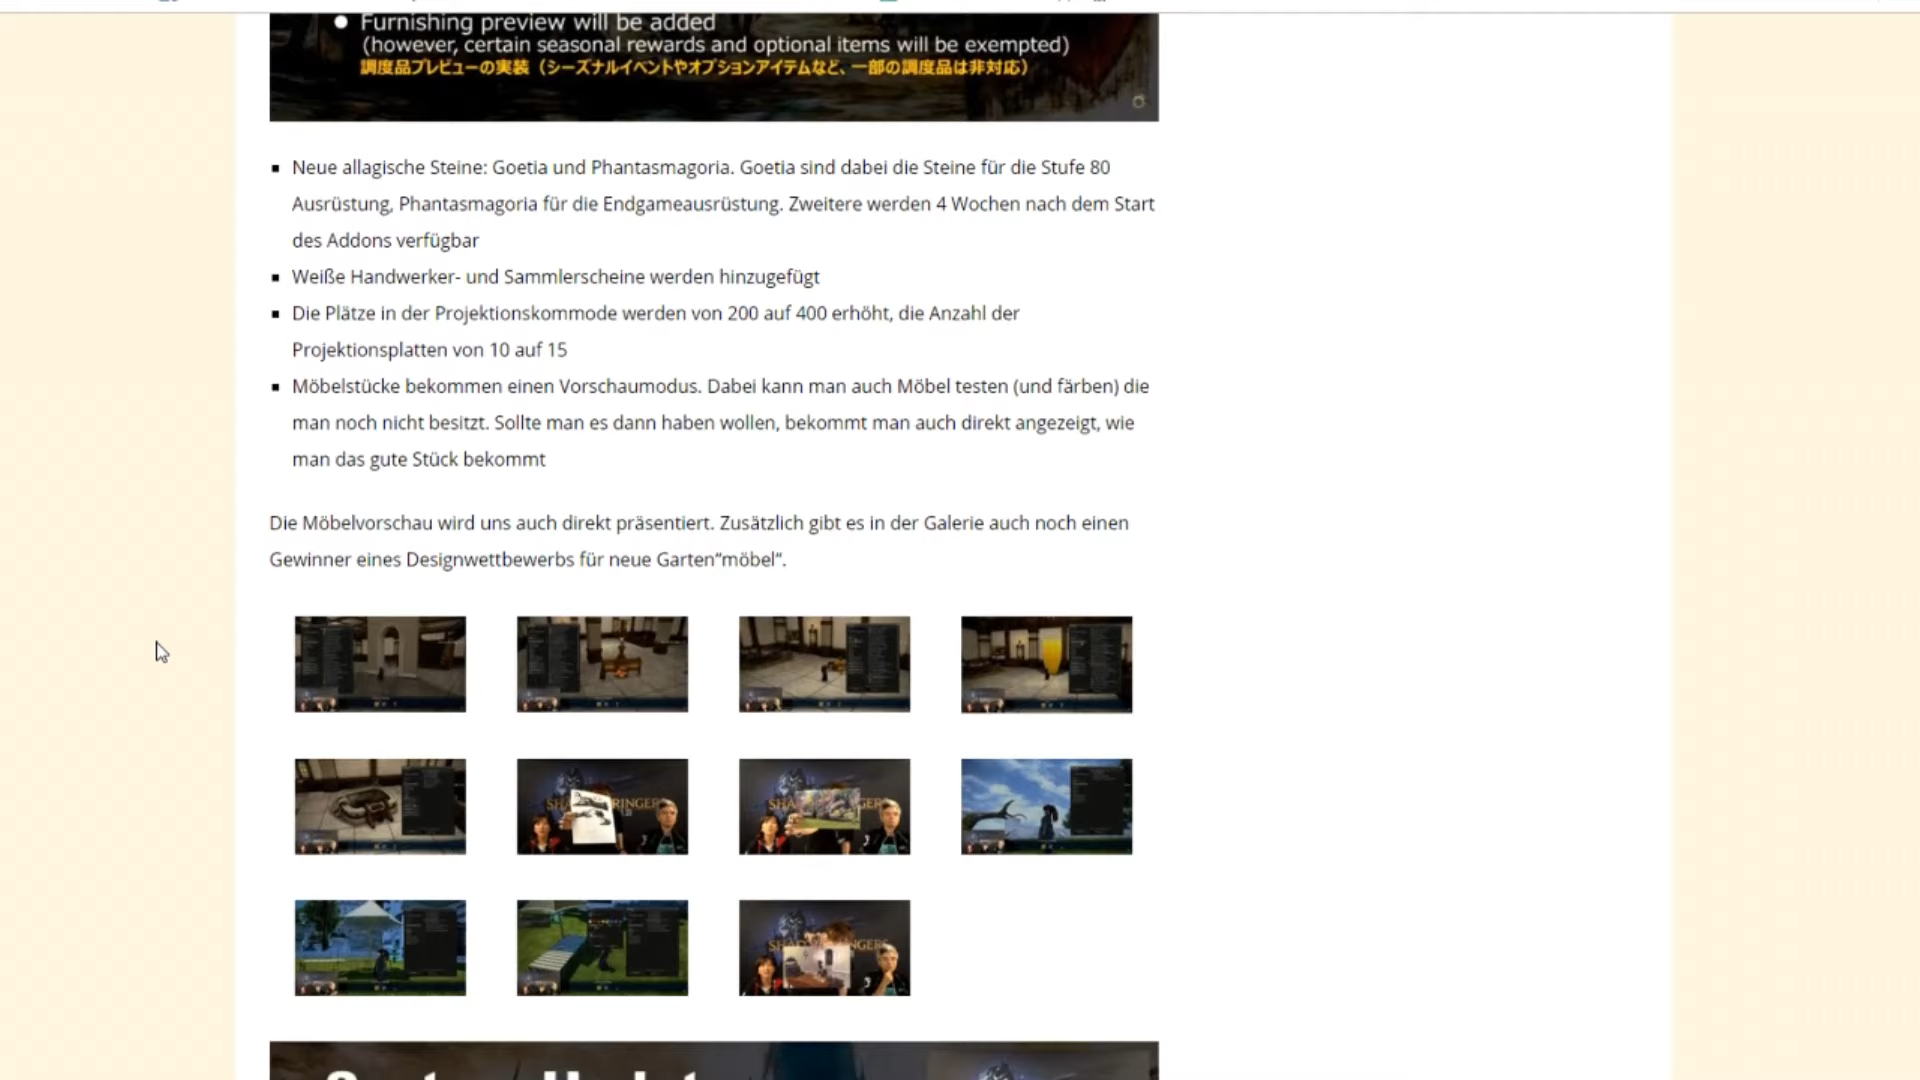 Furnishing preview will be added
(however, certain seasonal rewards and optional items will be exempted)
調度品プレビューの実装（シーズナルイベントやオプションアイテムなど、一部の調度品は非対応）
Neue allagische Steine: Goetia und Phantasmagoria. Goetia sind dabei die Steine für die Stufe 80
Ausrüstung, Phantasmagoria für die Endgameausrüstung. Zweitere werden 4 Wochen nach dem Start
des Addons verfügbar
Weiße Handwerker- und Sammlerscheine werden hinzugefügt
Die Plätze in der Projektionskommode werden von 200 auf 400 erhöht, die Anzahl der
Projektionsplatten von 10 auf 15
Möbelstücke bekommen einen Vorschaumodus. Dabei kann man auch Möbel testen (und färben) die
man noch nicht besitzt. Sollte man es dann haben wollen, bekommt man auch direkt angezeigt, wie
man das gute Stück bekommt
Die Möbelvorschau wird uns auch direkt präsentiert. Zusätzlich gibt es in der Galerie auch noch einen
Gewinner eines Designwettbewerbs für neue Garten“möbel“.